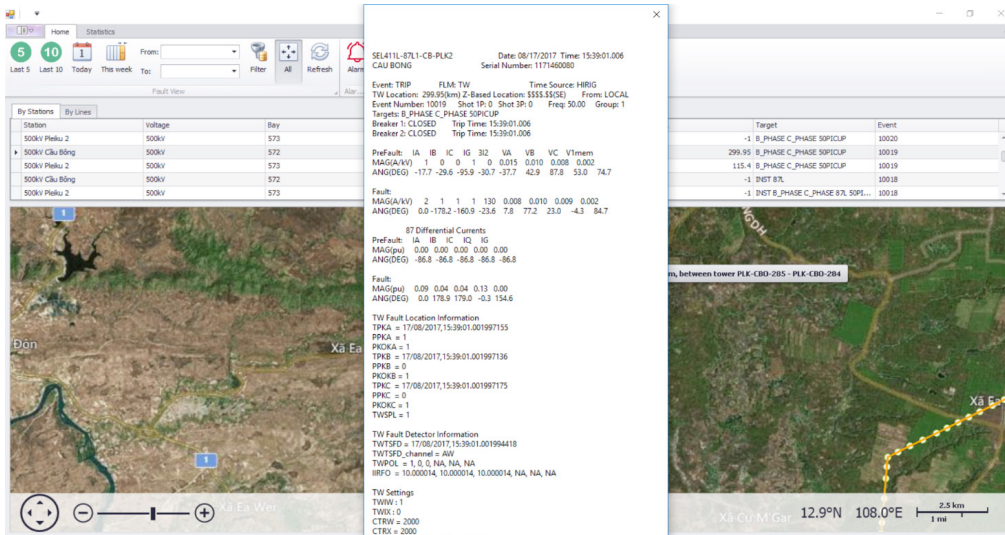 Home Statistics
5 10 1
Last 5 Last 10 Today This week From: To: Filter All Refresh Alarm
Fault View Alar...
By Stations By Lines
Station Voltage Bay Target Event
500kV Pleiku 2 500kV 573 -1 B_PHASE C_PHASE 50PICUP 10020
500kV Cầu Bông 500kV 572 299.95 B_PHASE C_PHASE 50PICUP 10019
500kV Pleiku 2 500kV 573 115.4 B_PHASE C_PHASE 50PICUP 10019
500kV Cầu Bông 500kV 572 -1 INST 87L 10018
500kV Pleiku 2 500kV 573 -1 INST B_PHASE C_PHASE 87L 50PI... 10018
SEL411L-87L1-CB-PLK2 Date: 08/17/2017 Time: 15:39:01.006
CAU BONG Serial Number: 1171460080
Event: TRIP FLM: TW Time Source: HIRIG
TW Location: 299.95(km) Z-Based Location: $$$$.$$(SE) From: LOCAL
Event Number: 10019 Shot 1P: 0 Shot 3P: 0 Freq: 50.00 Group: 1
Targets: B_PHASE C_PHASE 50PICUP
Breaker 1: CLOSED Trip Time: 15:39:01.006
Breaker 2: CLOSED Trip Time: 15:39:01.006
PreFault: IA IB IC IG 3I2 VA VB VC V1mem
MAG(A/kV) 1 0 0 1 0 0.015 0.010 0.008 0.002
ANG(DEG) -17.7 -29.6 -95.9 -30.7 -37.7 42.9 87.8 53.0 74.7
Fault:
MAG(A/kV) 2 1 1 1 130 0.008 0.010 0.009 0.002
ANG(DEG) 0.0 -178.2 -160.9 -23.6 7.8 77.2 23.0 -4.3 84.7
87 Differential Currents
PreFault: IA IB IC IQ IG
MAG(pu) 0.00 0.00 0.00 0.00 0.00
ANG(DEG) -86.8 -86.8 -86.8 -86.8 -86.8
Fault:
MAG(pu) 0.09 0.04 0.04 0.13 0.00
ANG(DEG) 0.0 178.9 179.0 -0.3 154.6
TW Fault Location Information
TPKA = 17/08/2017,15:39:01.001997155
PPKA = 1
PKOKA = 1
TPKB = 17/08/2017,15:39:01.001997136
PPKB = 0
PKOKB = 1
TPKC = 17/08/2017,15:39:01.001997175
PPKC = 0
PKOKC = 1
TWSPL = 1
TW Fault Detector Information
TWTSFD = 17/08/2017,15:39:01.001994418
TWTSFD_channel = AW
TWPOL = 1, 0, 0, NA, NA, NA
IIRFO = 10.000014, 10.000014, 10.000014, NA, NA, NA
TW Settings
TWIW : 1
TWIX : 0
CTRW = 2000
CTRX = 2000
1
Đôn
Xã Ea
1
Xã Ea Wer
NGDH
m, between tower PLK-CBO-285 - PLK-CBO-284
Xã Ea
Xã Cu M'Gar
12.9°N 108.0°E 2.5 km
1 mi